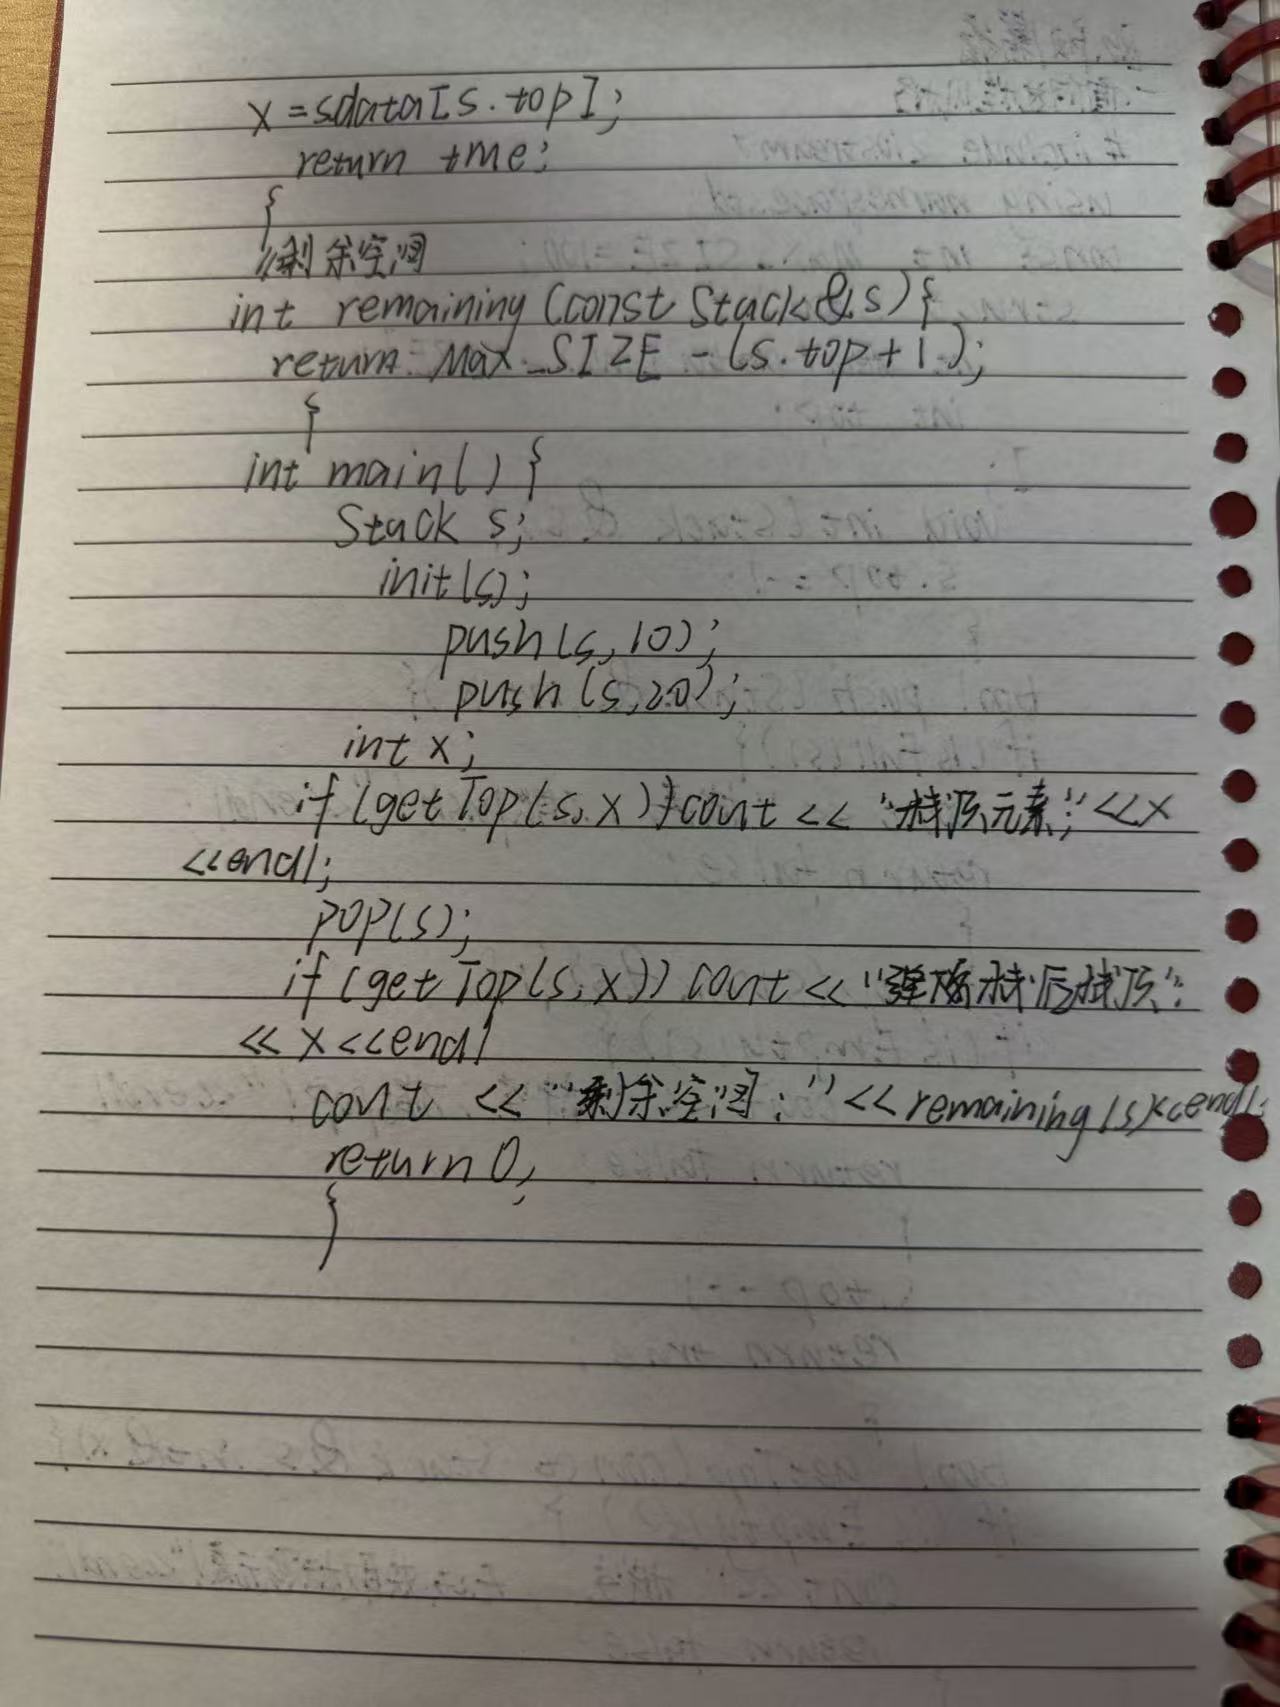 x = sdata[s.top];
return tme;
}
//剩余空间
int remaining (const Stack &s) {
return Max_SIZE - (s.top + 1);
}
int main() {
Stack s;
init(s);
push(s, 10);
push(s, 20);
int x;
if (getTop(s, x)) cout << "栈顶元素;" << x
<< endl;
pop(s);
if (getTop(s, x)) cout << "弹 栈后栈顶":
<< x << endl
cout << "剩余空间: " << remaining(s) << endl;
return 0;
}